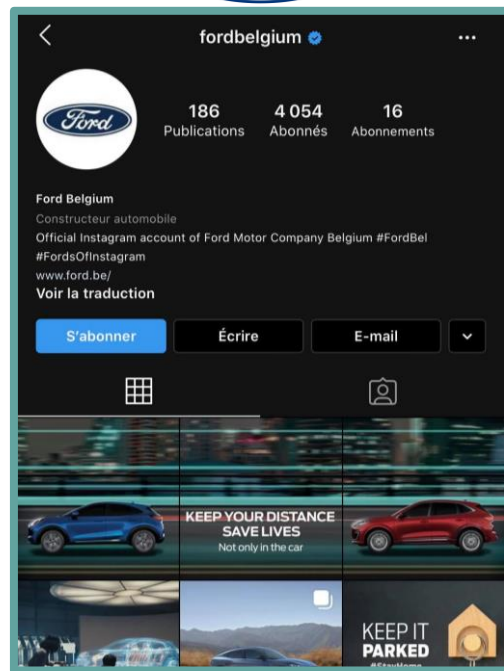 fordbelgium
Ford
186
4 054
16
Publications
Abonnés
Abonnements
Ford Belgium
Constructeur automobile
Official Instagram account of Ford Motor Company Belgium #FordBel
#FordsOfInstagram
www.ford.be/
Voir la traduction
S'abonner
Écrire
E-mail
KEEP YOUR DISTANCE
SAVE LIVES
Not only in the car
KEEP IT
PARKED
#StayHome